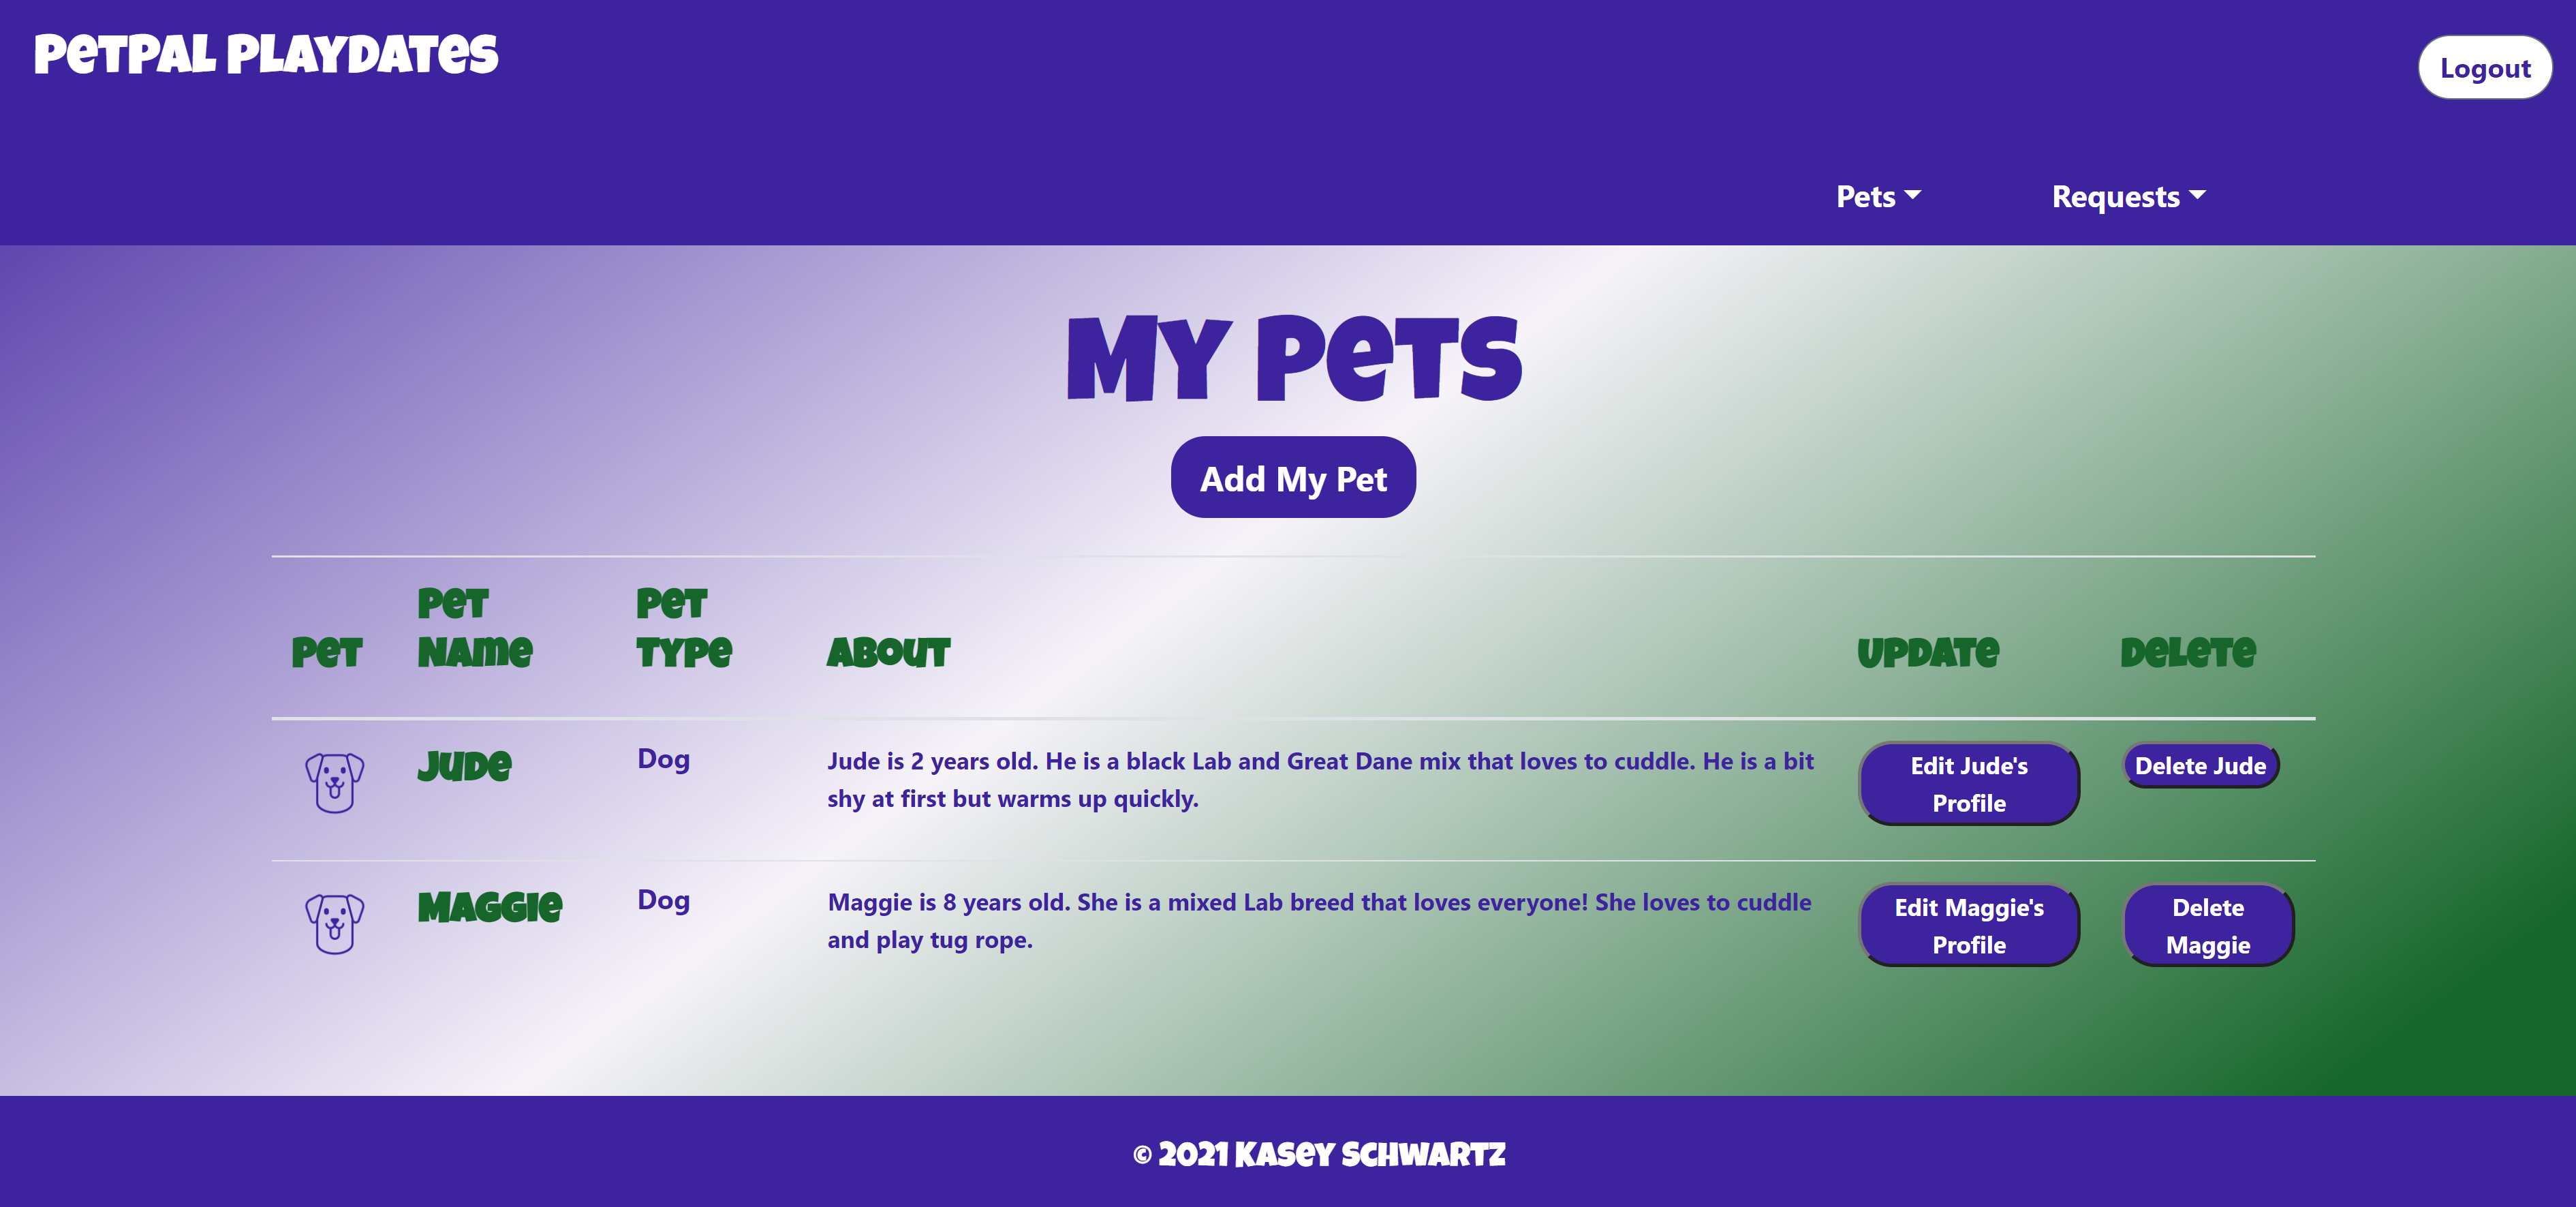 PetPal Playdates
Logout
Pets
Requests
My Pets
Add My Pet
Pet
Pet
Name
Pet
Type
About
Update
Delete
Jude
Dog
Jude is 2 years old. He is a black Lab and Great Dane mix that loves to cuddle. He is a bit
shy at first but warms up quickly.
Edit Jude's
Profile
Delete Jude
Maggie
Dog
Maggie is 8 years old. She is a mixed Lab breed that loves everyone! She loves to cuddle
and play tug rope.
Edit Maggie's
Profile
Delete
Maggie
© 2021 Kasey Schwartz